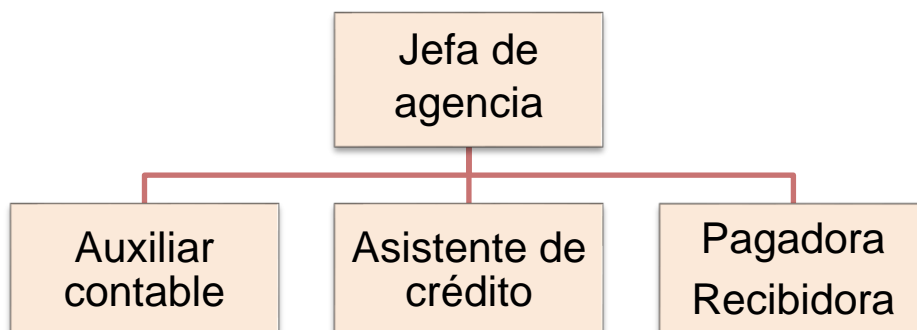 Jefa de
agencia
Auxiliar
contable
Asistente de
crédito
Pagadora
Recibidora